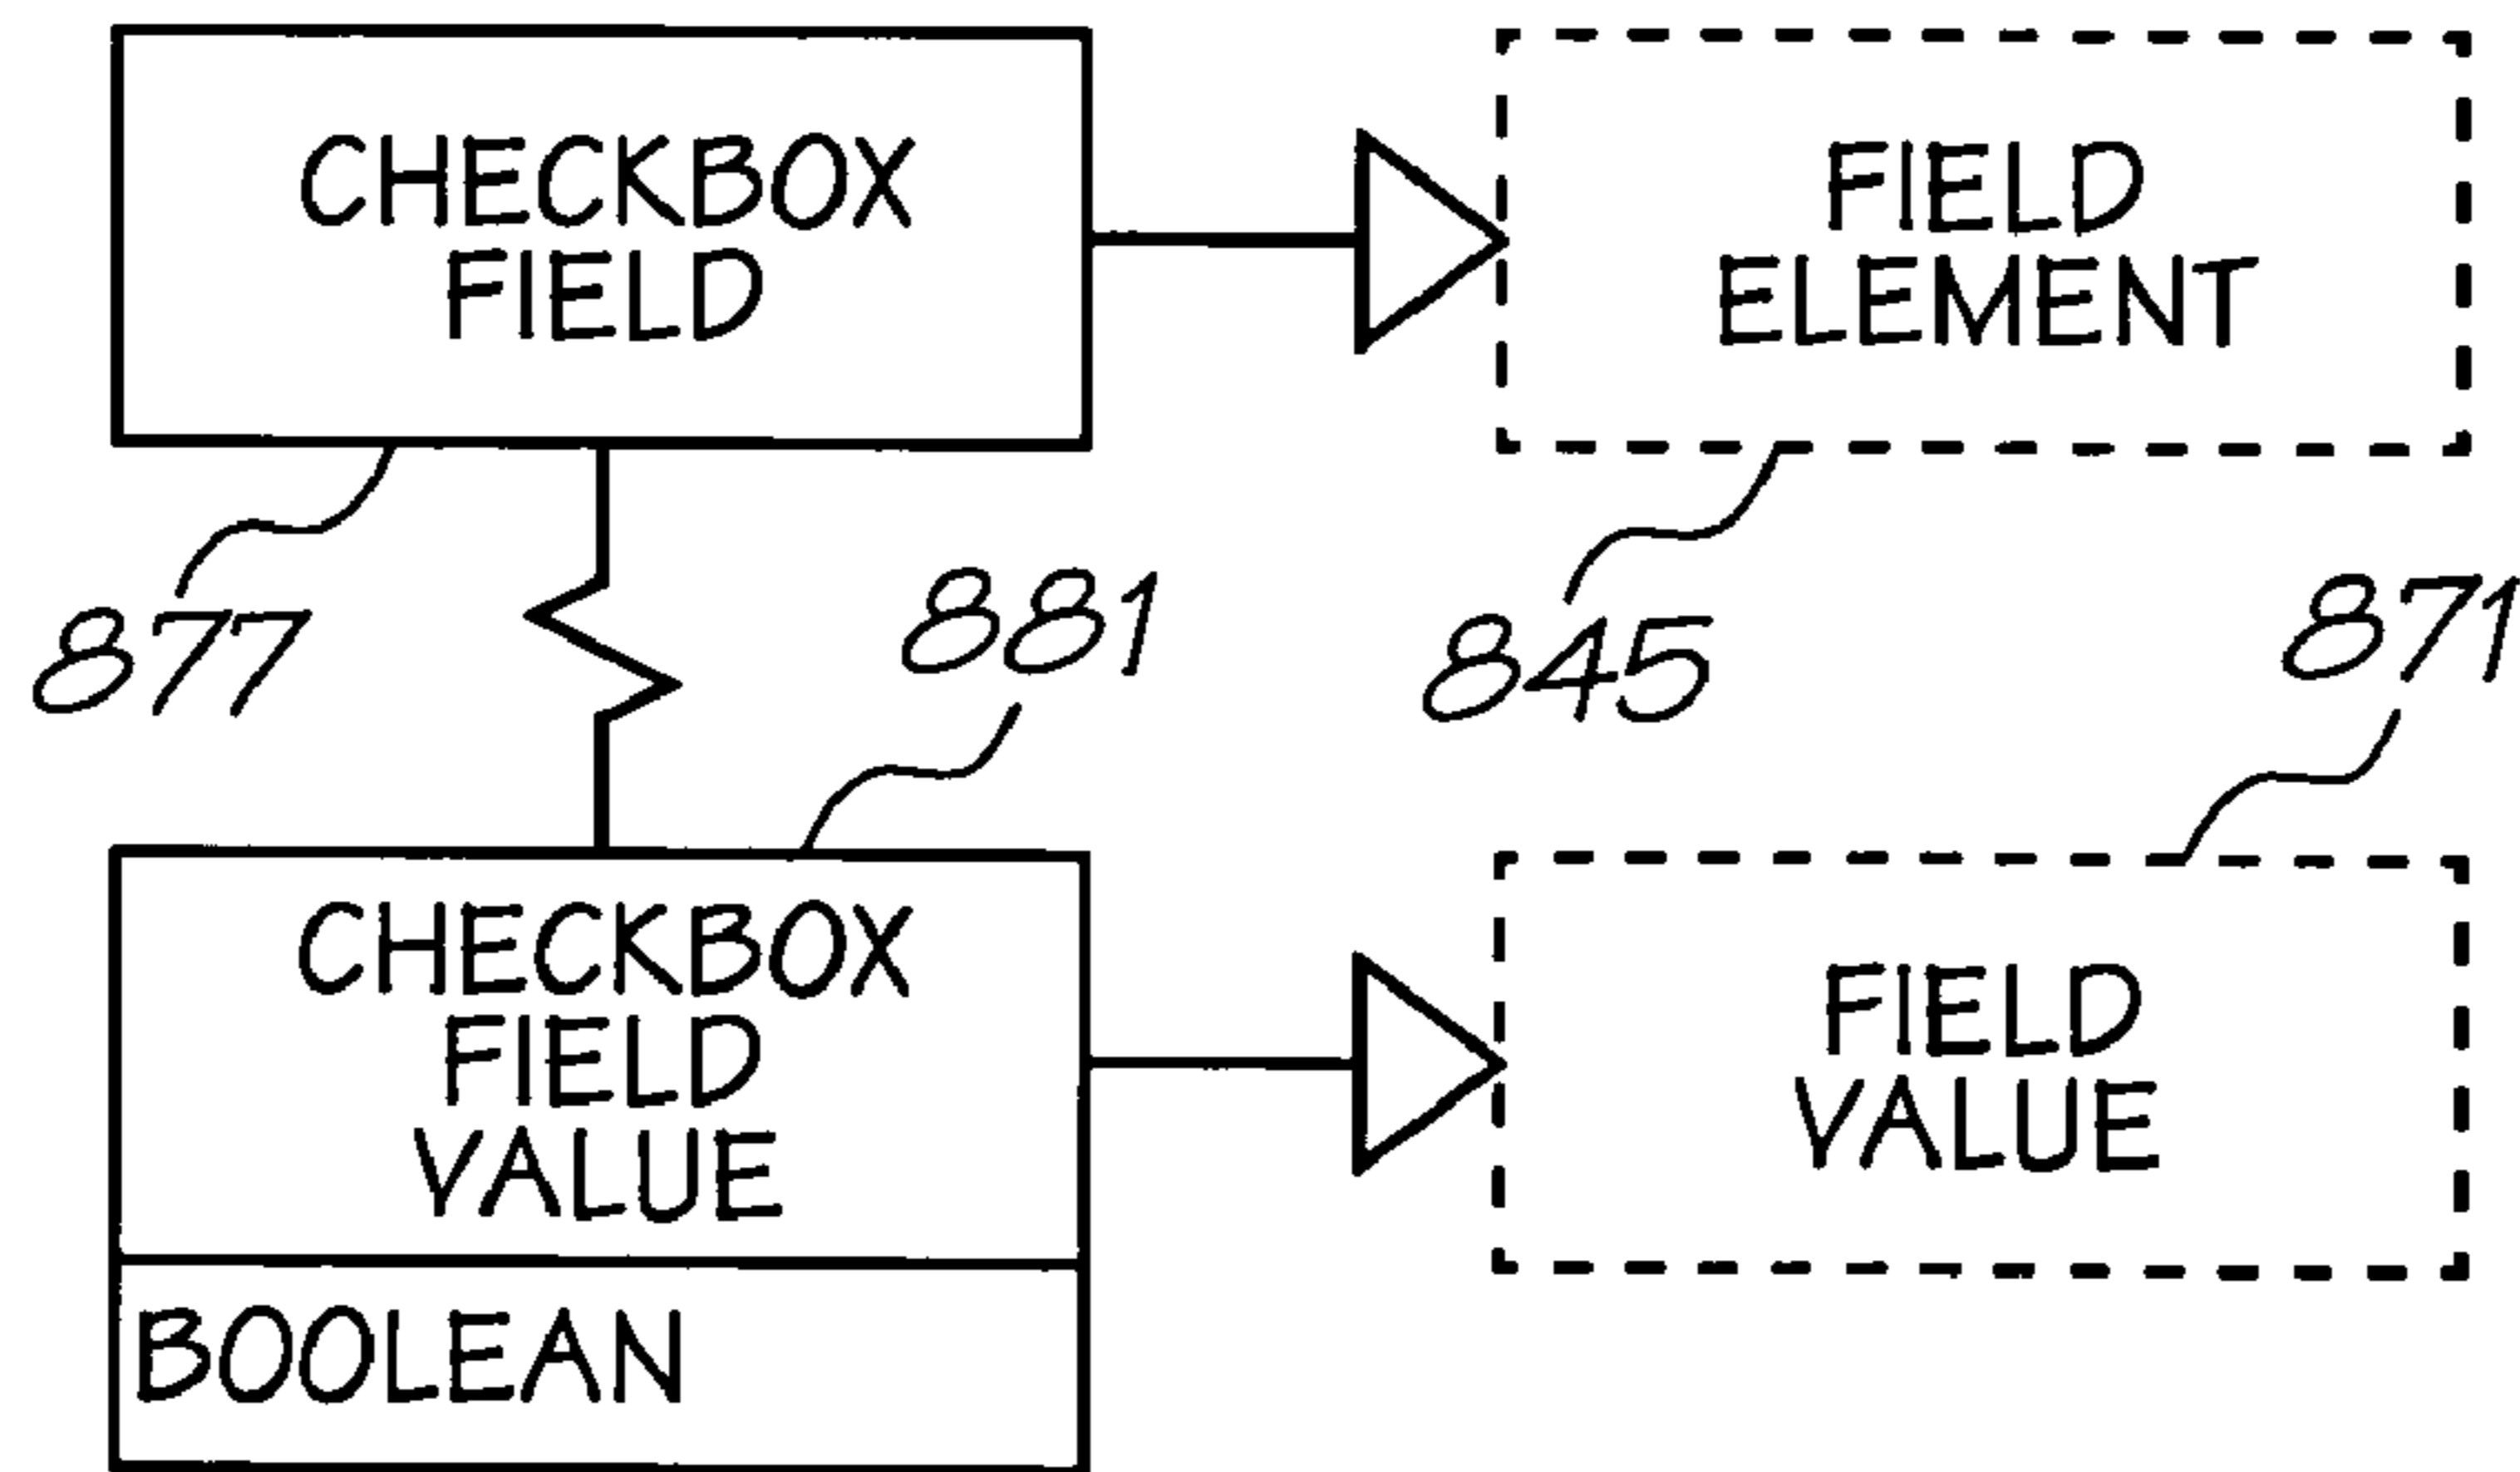 CHECKBOX
FIELD
FIELD
ELEMENT
877
881
845
871
CHECKBOX
FIELD
VALUE
BOOLEAN
FIELD
VALUE